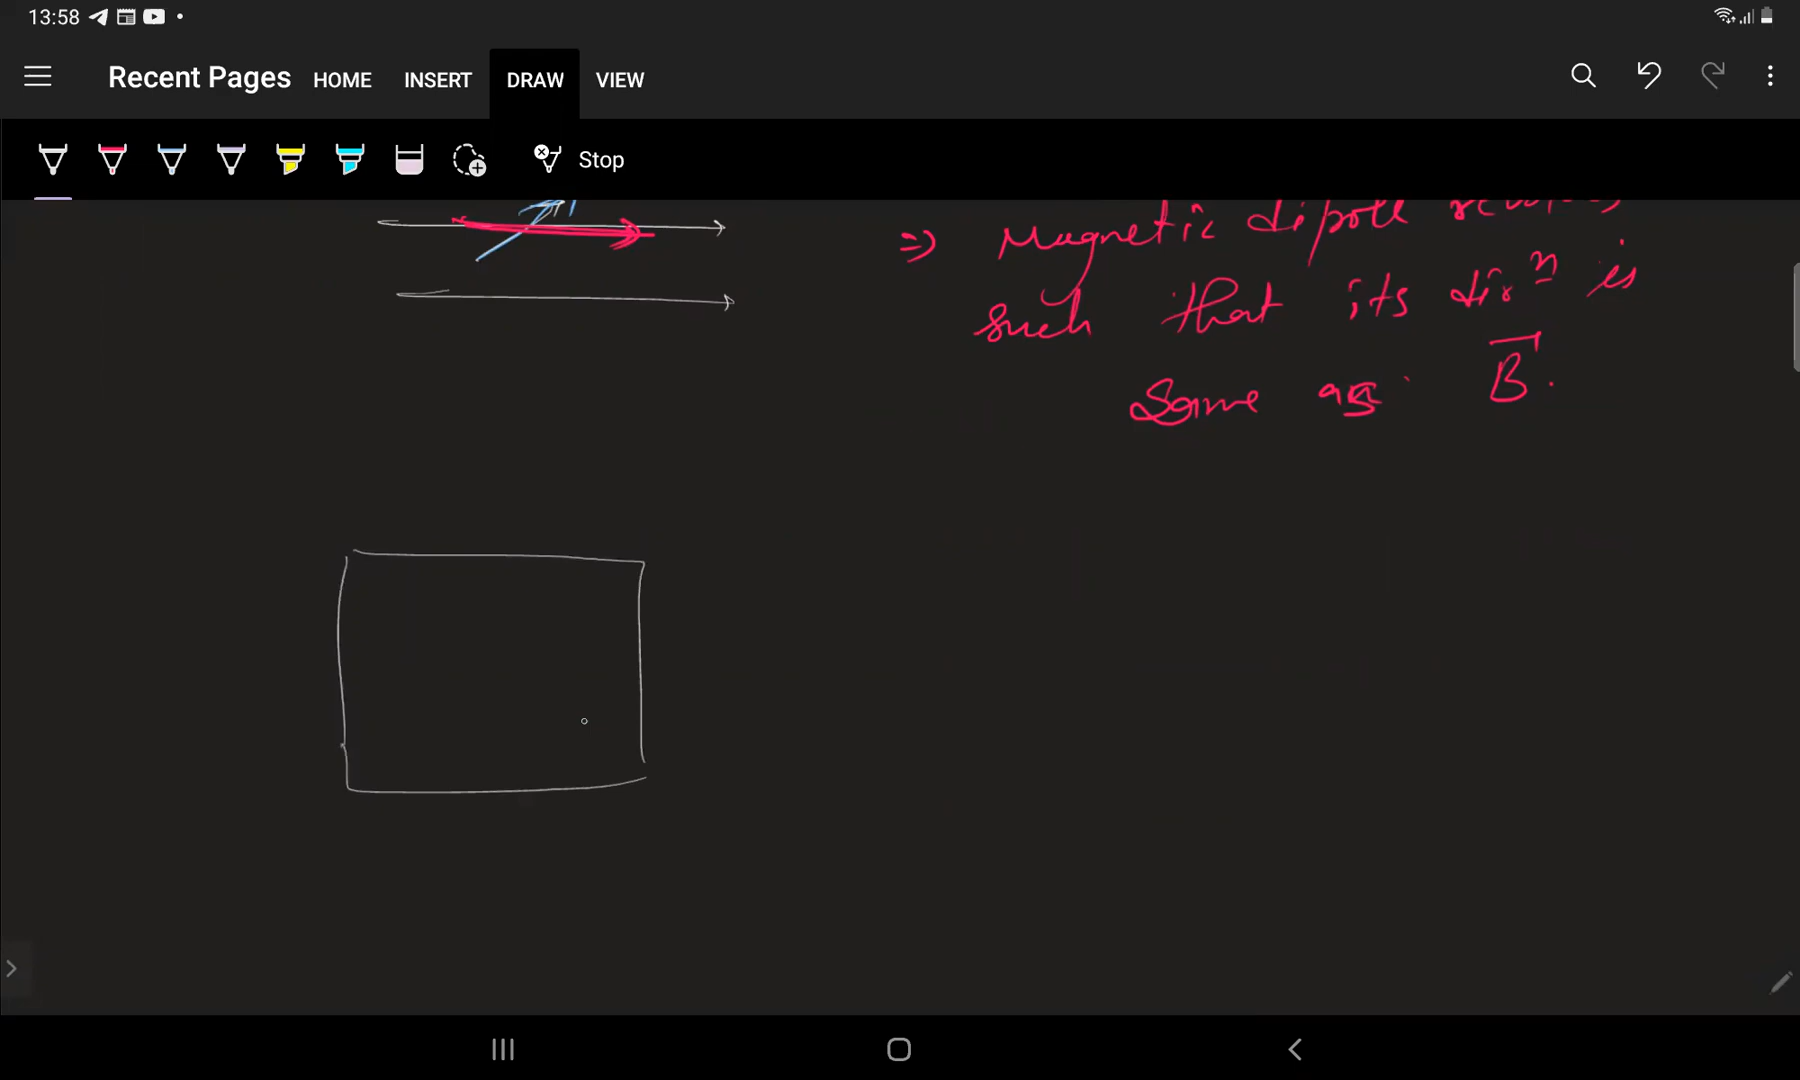 13:58
Recent Pages HOME INSERT DRAW VIEW
Stop
⇒ Magnetic dipole
such that its dirⁿ is
Same as B⃗.